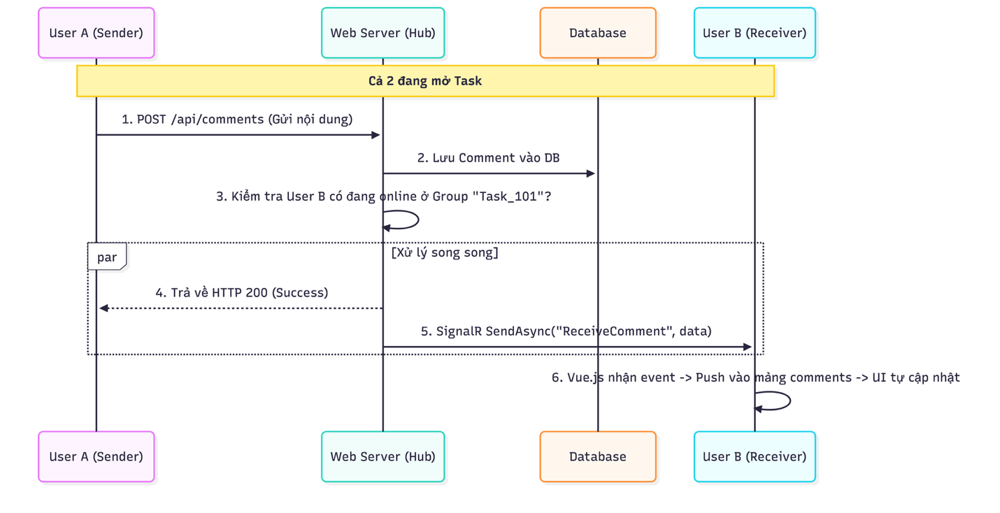 User A (Sender)
Web Server (Hub)
Database
User B (Receiver)
Cả 2 đang mở Task
1. POST /api/comments (Gửi nội dung)
2. Lưu Comment vào DB
3. Kiểm tra User B có đang online ở Group "Task_101"?
par
[Xử lý song song]
4. Trả về HTTP 200 (Success)
5. SignalR SendAsync("ReceiveComment", data)
6. Vue.js nhận event -> Push vào mảng comments -> UI tự cập nhật
User A (Sender)
Web Server (Hub)
Database
User B (Receiver)